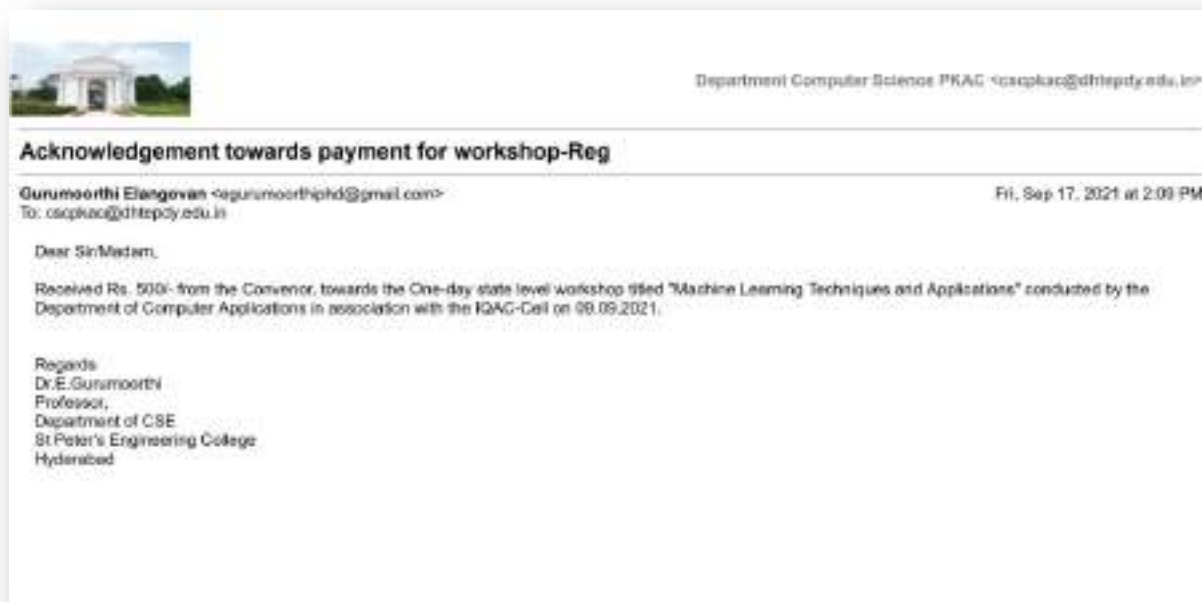 Department Computer Science PKAC <cscpkac@dhtepdy.edu.in>
Acknowledgement towards payment for workshop-Reg
Gurumoorthi Elangovan <egurumoorthiphd@gmail.com>
Fri, Sep 17, 2021 at 2:09 PM
To: cscpkac@dhtepdy.edu.in
Dear Sir/Madam,
Received Rs. 500/- from the Convenor, towards the One-day state level workshop titled "Machine Learning Techniques and Applications" conducted by the
Department of Computer Applications in association with the IQAC-Cell on 09.09.2021.
Regards
Dr.E.Gurumoorthi
Professor,
Department of CSE
St Peter's Engineering College
Hyderabad